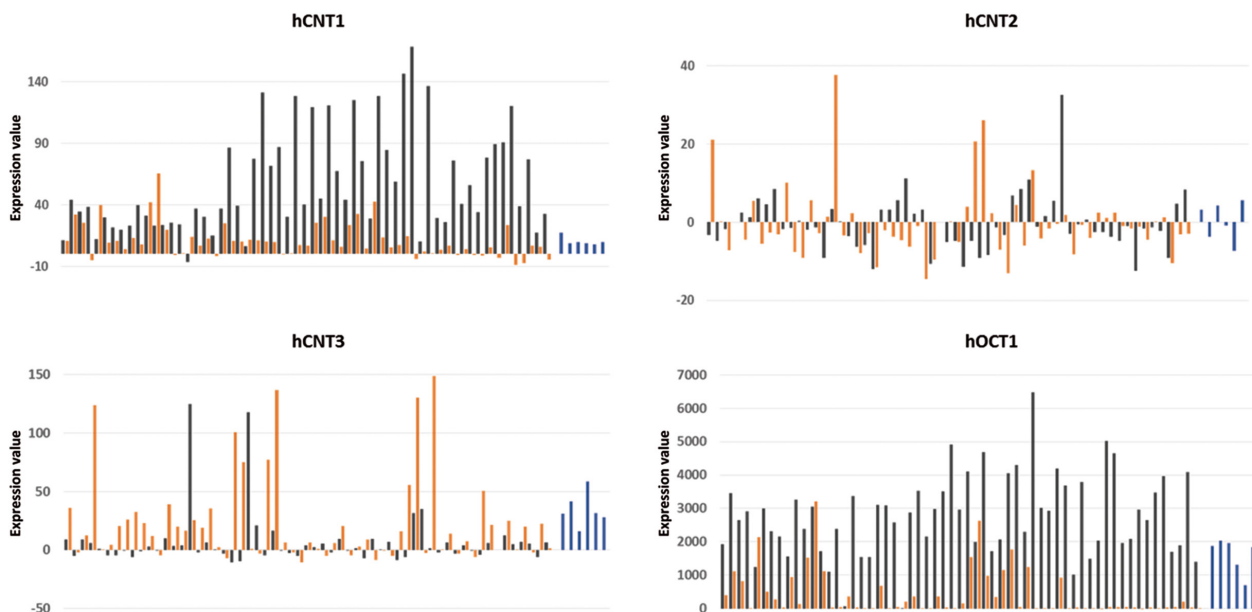 hCNT1
Expression value
140
90
40
-10
hCNT2
Expression value
40
20
0
-20
hCNT3
Expression value
150
100
50
0
-50
hOCT1
Expression value
7000
6000
5000
4000
3000
2000
1000
0